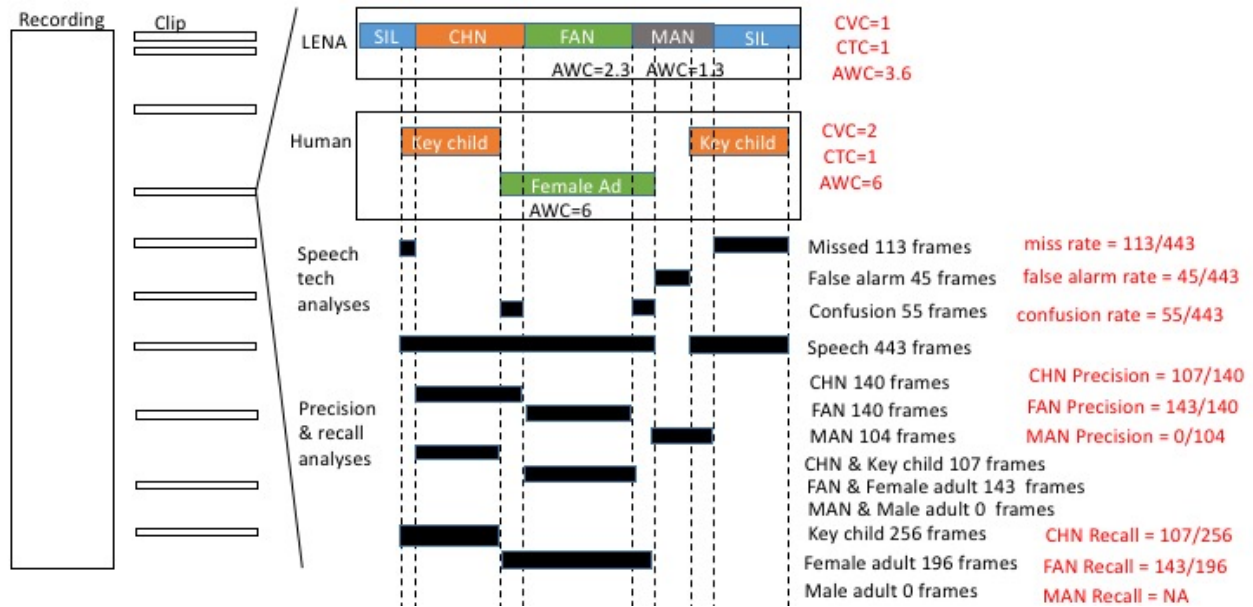 Recording
Clip
LENA
SIL CHN FAN MAN SIL
AWC=2.3 AWC=1.3
CVC=1
CTC=1
AWC=3.6
Human
Key child Key child
Female Ad
AWC=6
CVC=2
CTC=1
AWC=6
Speech
tech
analyses
Missed 113 frames miss rate = 113/443
False alarm 45 frames false alarm rate = 45/443
Confusion 55 frames confusion rate = 55/443
Speech 443 frames
Precision
& recall
analyses
CHN 140 frames CHN Precision = 107/140
FAN 140 frames FAN Precision = 143/140
MAN 104 frames MAN Precision = 0/104
CHN & Key child 107 frames
FAN & Female adult 143 frames
MAN & Male adult 0 frames
Key child 256 frames CHN Recall = 107/256
Female adult 196 frames FAN Recall = 143/196
Male adult 0 frames MAN Recall = NA